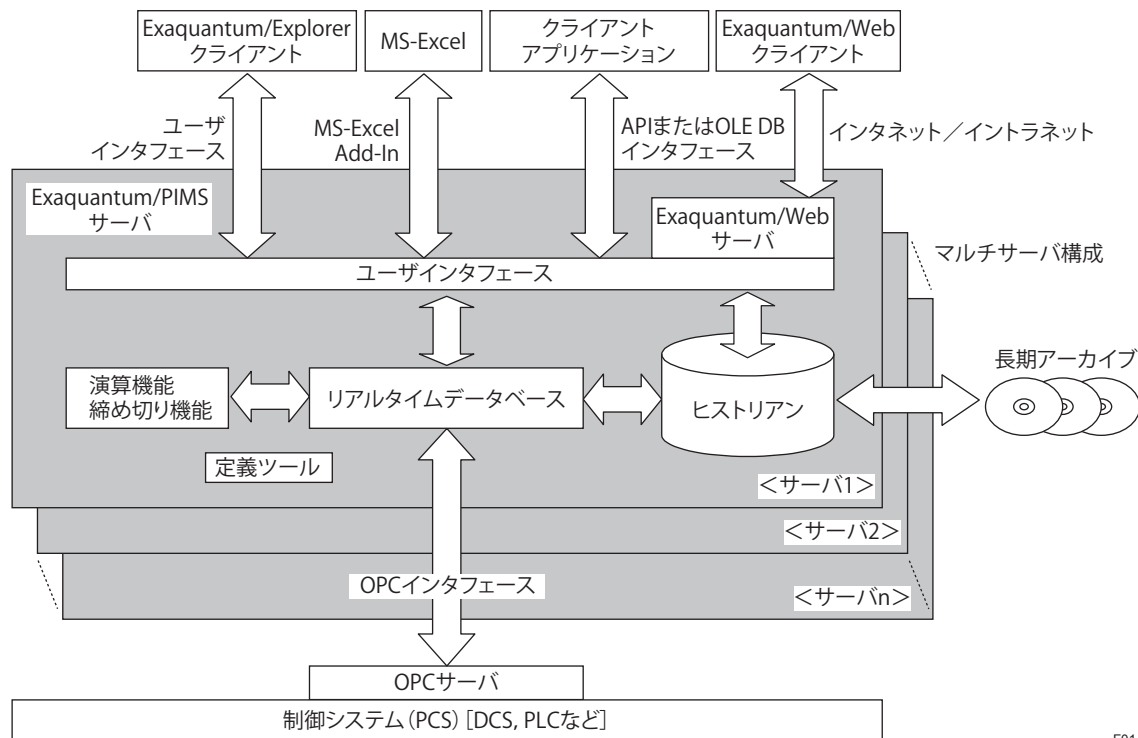 Exaquantum/Explorer
クライアント
MS-Excel
クライアント
アプリケーション
Exaquantum/Web
クライアント
ユーザ
インタフェース
MS-Excel
Add-In
APIまたはOLE DB
インタフェース
インタネット／イントラネット
Exaquantum/PIMS
サーバ
Exaquantum/Web
サーバ
マルチサーバ構成
ユーザインタフェース
演算機能
締め切り機能
リアルタイムデータベース
ヒストリアン
長期アーカイブ
定義ツール
＜サーバ1＞
＜サーバ2＞
OPCインタフェース
＜サーバn＞
OPCサーバ
制御システム（PCS）［DCS, PLCなど］